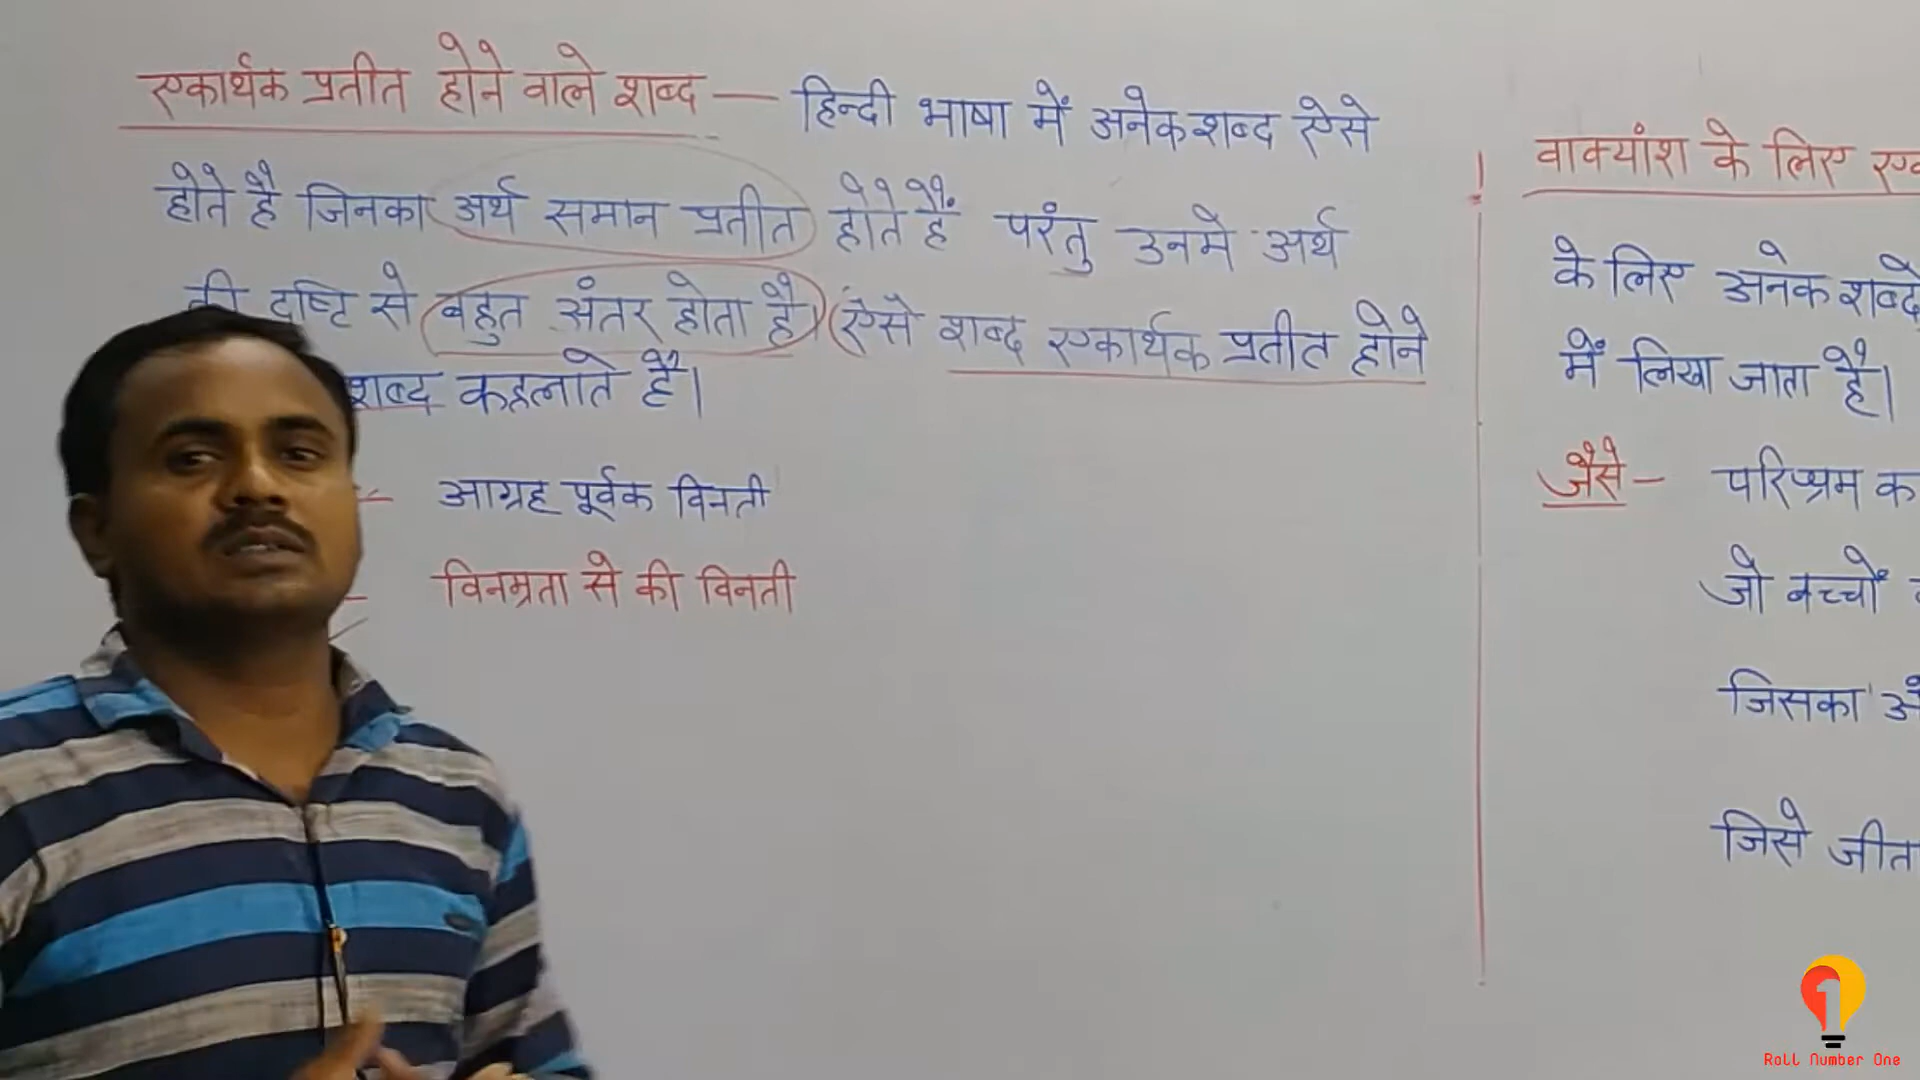 एकार्थक प्रतीत होने वाले शब्द — हिन्दी भाषा में अनेक शब्द ऐसे
होते है जिनका अर्थ समान प्रतीत होते हैं परंतु उनमे अर्थ
की दृष्टि से बहुत अंतर होता है। ऐसे शब्द एकार्थक प्रतीत होने
शब्द कहलाते हैं।
आग्रह पूर्वक विनती
विनम्रता से की विनती
वाक्यांश के लिए
के लिए अनेक शब्दो
में लिखा जाता है।
जैसे – परिश्रम क
जो बच्चों
जिसका
जिसे जीत
1
Roll Number One